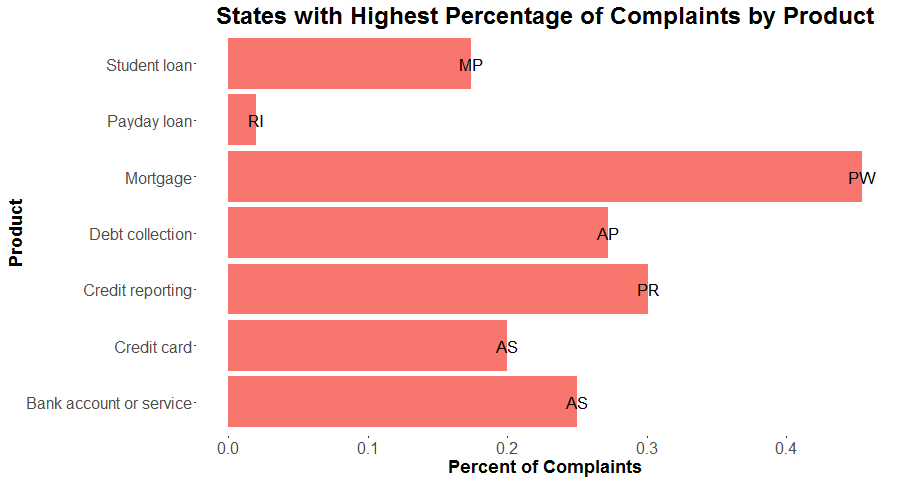 States with Highest Percentage of Complaints by Product
Product
Student loan
MP
Payday loan
RI
Mortgage
PW
Debt collection
AP
Credit reporting
PR
Credit card
AS
Bank account or service
AS
0.0 0.1 0.2 0.3 0.4
Percent of Complaints